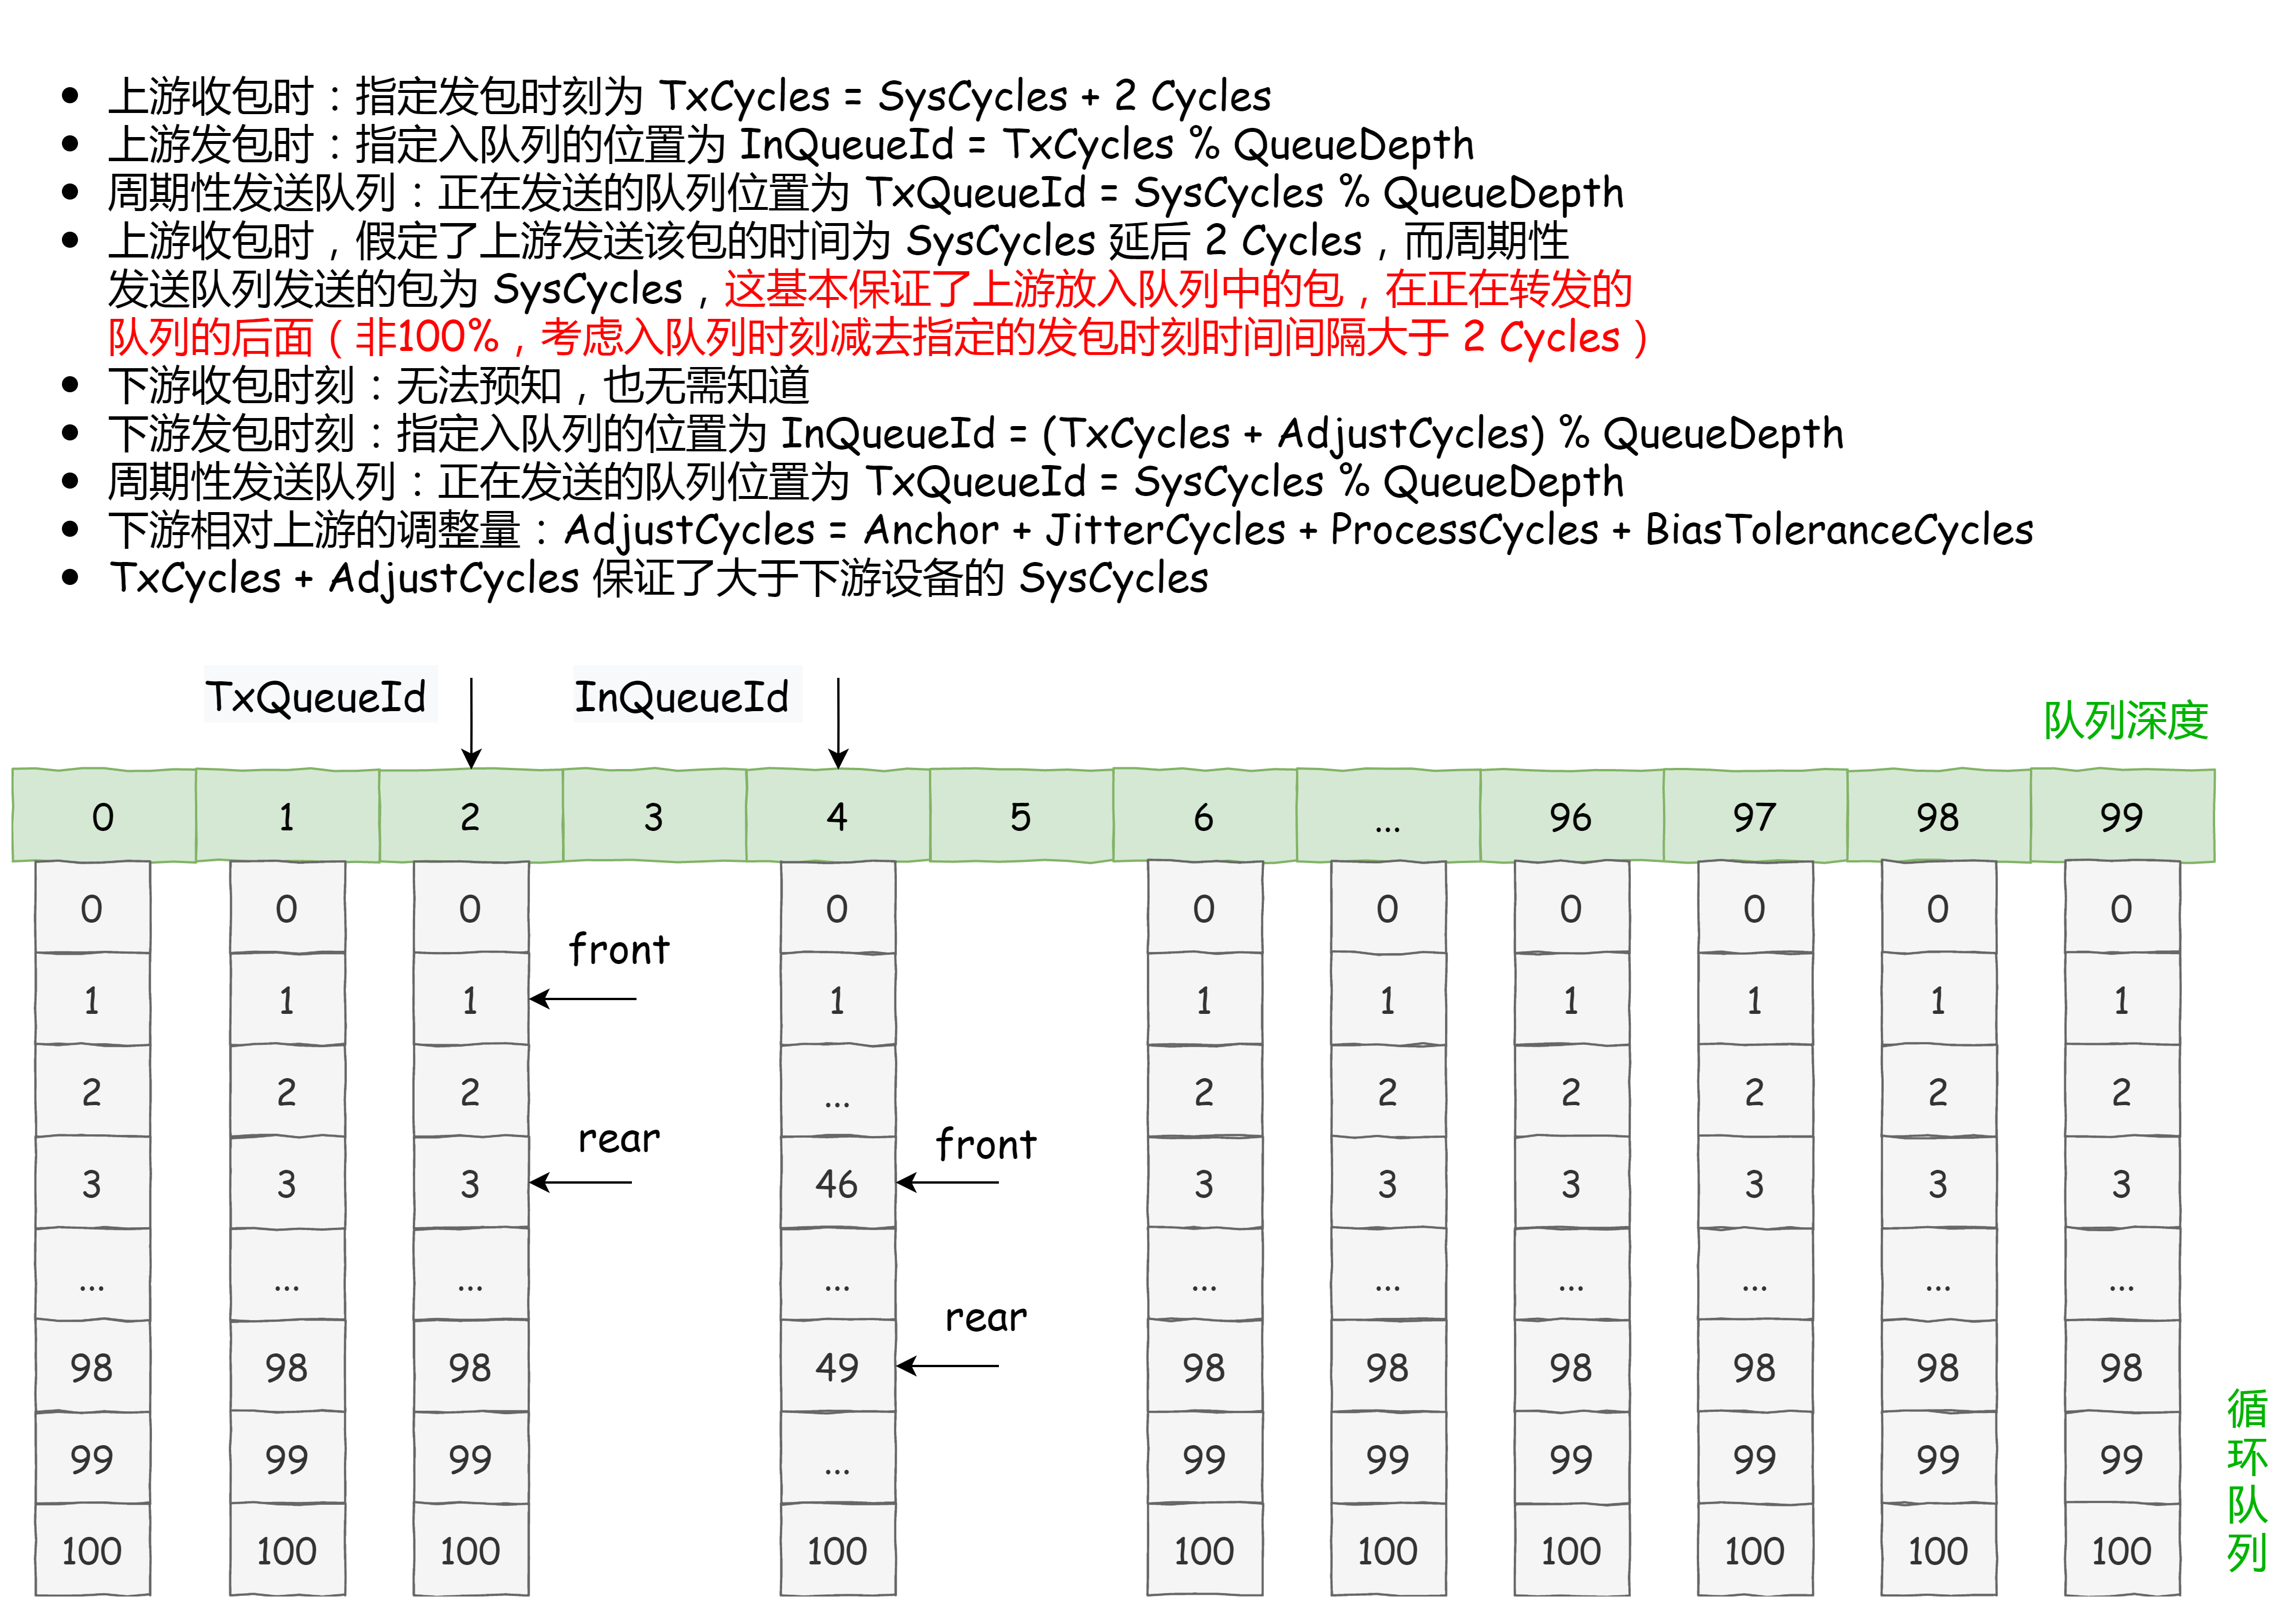 上游收包时：指定发包时刻为 TxCycles = SysCycles + 2 Cycles
上游发包时：指定入队列的位置为 InQueueId = TxCycles % QueueDepth
周期性发送队列：正在发送的队列位置为 TxQueueId = SysCycles % QueueDepth
上游收包时，假定了上游发送该包的时间为 SysCycles 延后 2 Cycles，而周期性
发送队列发送的包为 SysCycles，这基本保证了上游放入队列中的包，在正在转发的
队列的后面（非100%，考虑入队列时刻减去指定的发包时刻时间间隔大于 2 Cycles）
下游收包时刻：无法预知，也无需知道
下游发包时刻：指定入队列的位置为 InQueueId = (TxCycles + AdjustCycles) % QueueDepth
周期性发送队列：正在发送的队列位置为 TxQueueId = SysCycles % QueueDepth
下游相对上游的调整量：AdjustCycles = Anchor + JitterCycles + ProcessCycles + BiasToleranceCycles
TxCycles + AdjustCycles 保证了大于下游设备的 SysCycles
TxQueueId InQueueId
队列深度
0 1 2 3 4 5 6 ... 96 97 98 99
0 0 0 0 0 0 0 0 0 0
front
1 1 1 1 1 1 1 1 1 1
2 2 2 ... 2 2 2 2 2 2
rear front
3 3 3 46 3 3 3 3 3 3
... ... ... ... ... ... ... ... ... ...
rear
98 98 98 49 98 98 98 98 98 98
99 99 99 ... 99 99 99 99 99 99
100 100 100 100 100 100 100 100 100 100
循
环
队
列